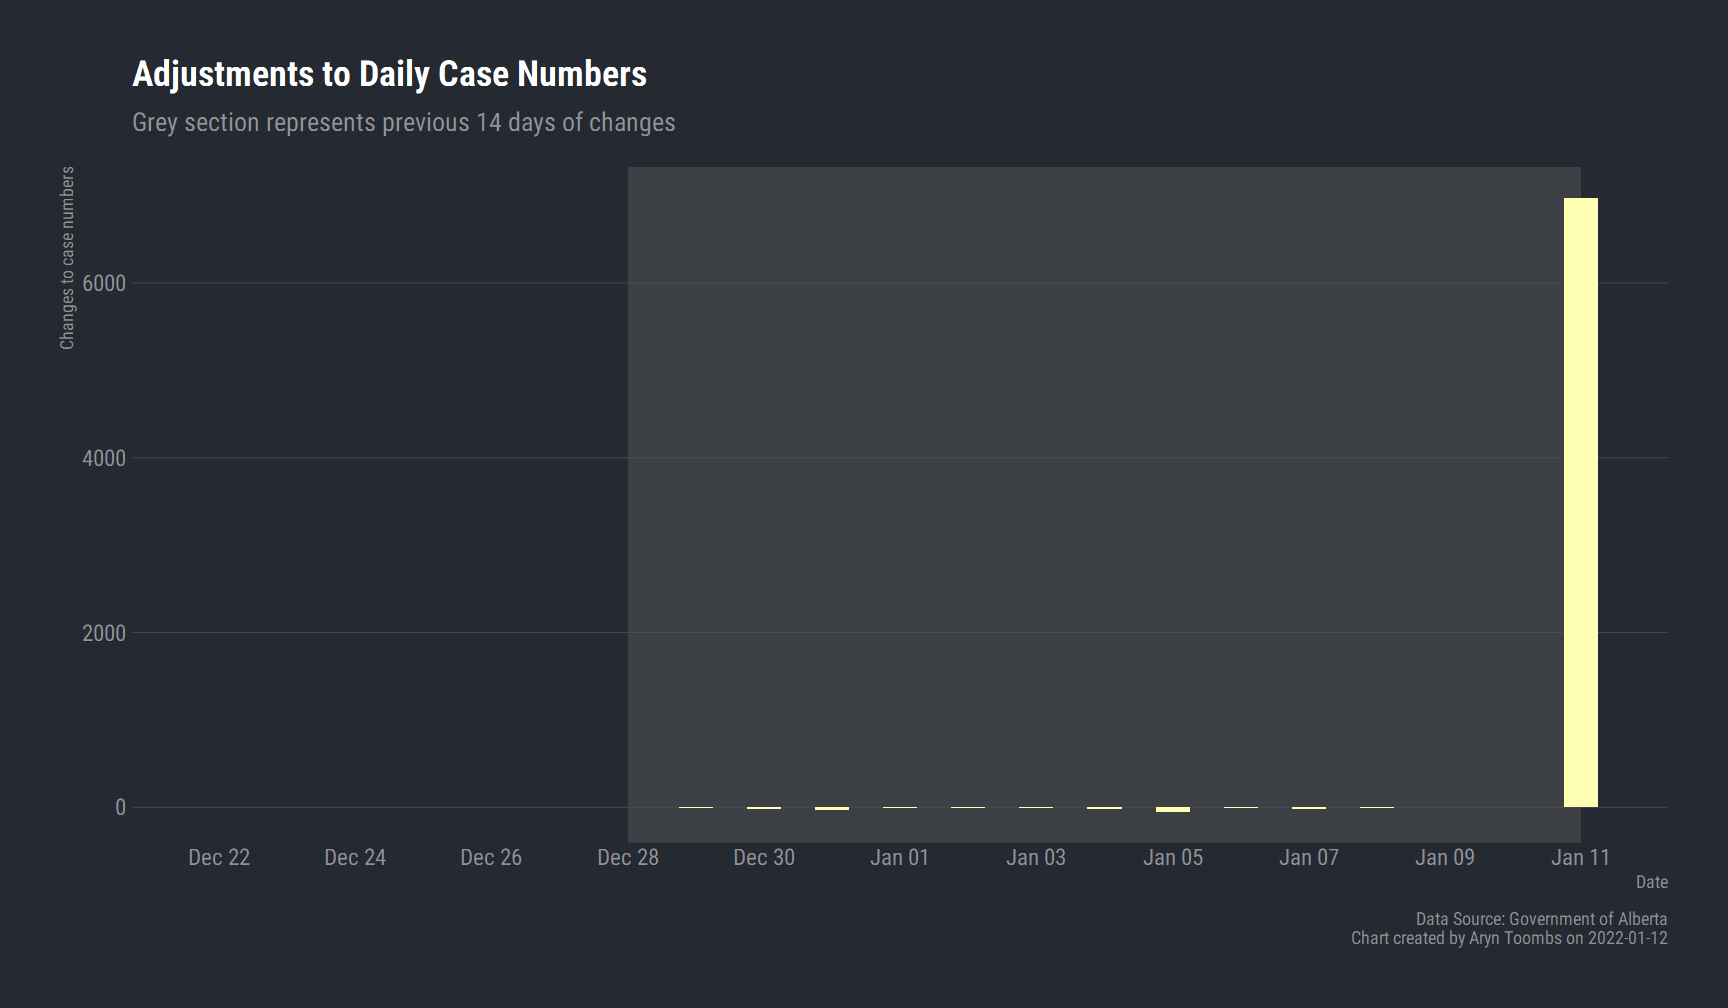 Adjustments to Daily Case Numbers
Grey section represents previous 14 days of changes
Changes to case numbers
6000
4000
2000
0
Dec 22 Dec 24 Dec 26 Dec 28 Dec 30 Jan 01 Jan 03 Jan 05 Jan 07 Jan 09 Jan 11
Date
Data Source: Government of Alberta
Chart created by Aryn Toombs on 2022-01-12